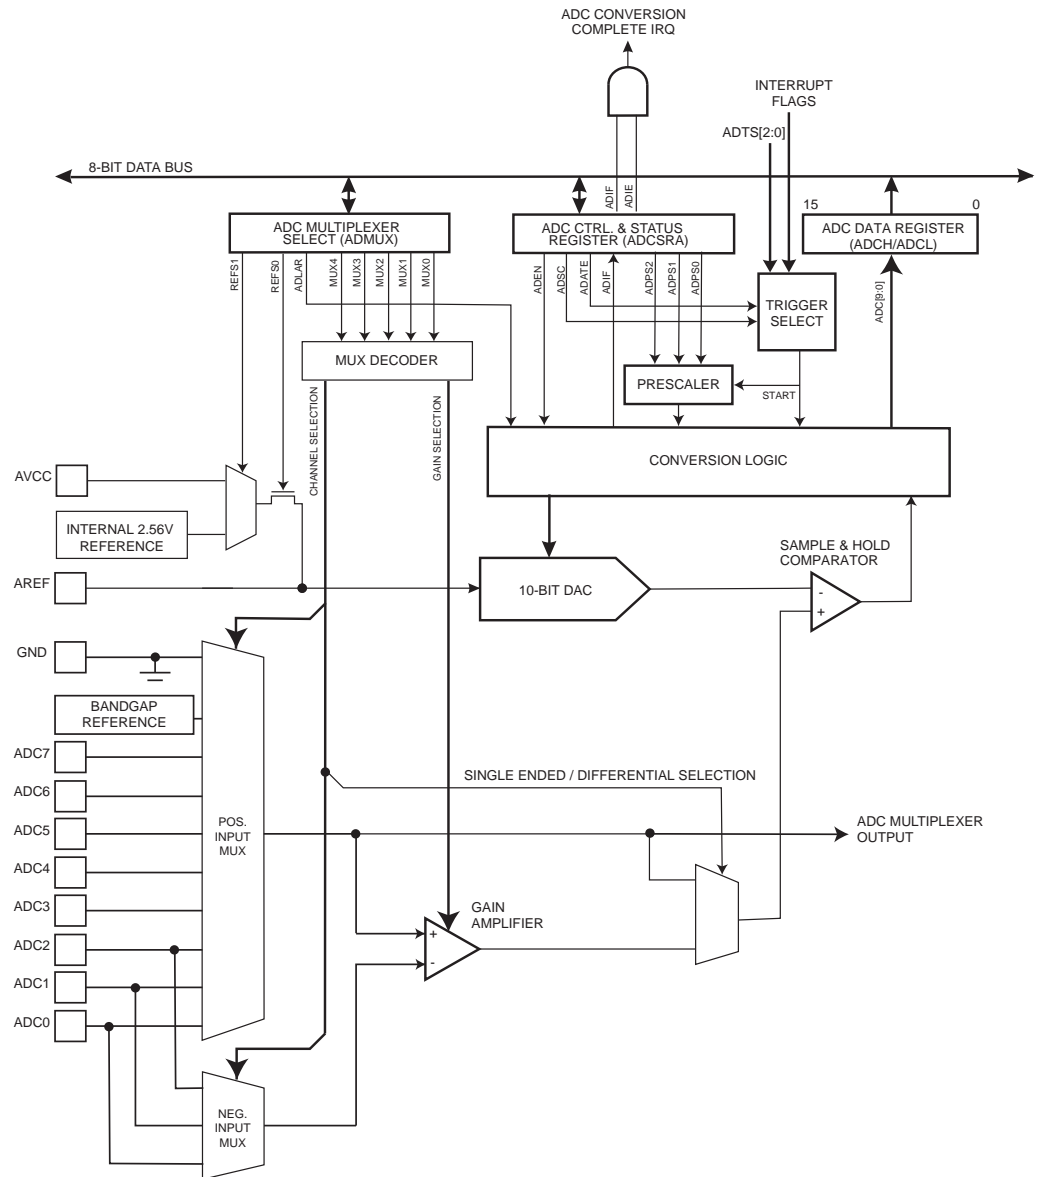 ADC CONVERSION
COMPLETE IRQ
INTERRUPT
FLAGS
ADTS[2:0]
8-BIT DATA BUS
ADIF
ADIE
15
0
ADC MULTIPLEXER
SELECT (ADMUX)
ADC CTRL. & STATUS
REGISTER (ADCSRA)
ADC DATA REGISTER
(ADCH/ADCL)
REFS1
REFS0
ADLAR
MUX4
MUX3
MUX2
MUX1
MUX0
ADEN
ADSC
ADATE
ADIF
ADPS2
ADPS1
ADPS0
ADC[9:0]
TRIGGER
SELECT
MUX DECODER
PRESCALER
START
CHANNEL SELECTION
GAIN SELECTION
CONVERSION LOGIC
AVCC
INTERNAL 2.56V
REFERENCE
SAMPLE & HOLD
COMPARATOR
AREF
10-BIT DAC
-
+
GND
BANDGAP
REFERENCE
ADC7
SINGLE ENDED / DIFFERENTIAL SELECTION
ADC6
ADC5
POS.
INPUT
MUX
ADC MULTIPLEXER
OUTPUT
ADC4
ADC3
GAIN
AMPLIFIER
+
-
ADC2
ADC1
ADC0
NEG.
INPUT
MUX